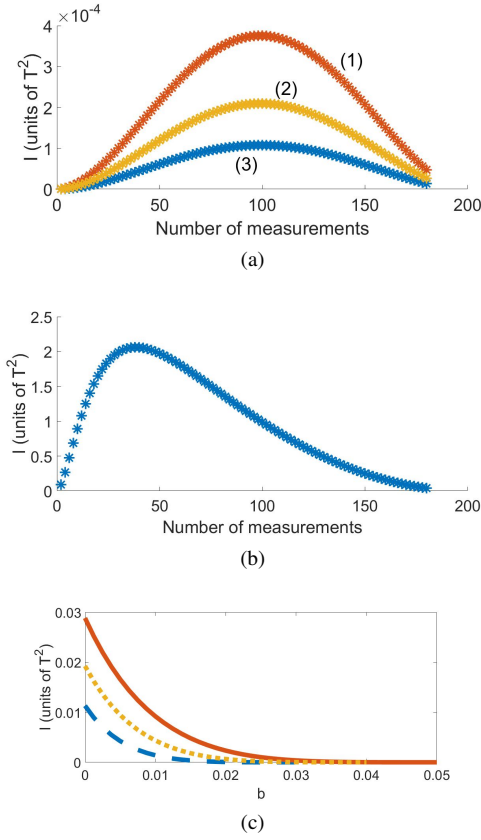 ×10⁻⁴
4
3
2
1
0
I (units of T²)
(1)
(2)
(3)
0 50 100 150 200
Number of measurements
(a)
2.5
2
1.5
1
0.5
0
I (units of T²)
0 50 100 150 200
Number of measurements
(b)
0.03
0.02
0.01
0
I (units of T²)
0 0.01 0.02 0.03 0.04 0.05
b
(c)